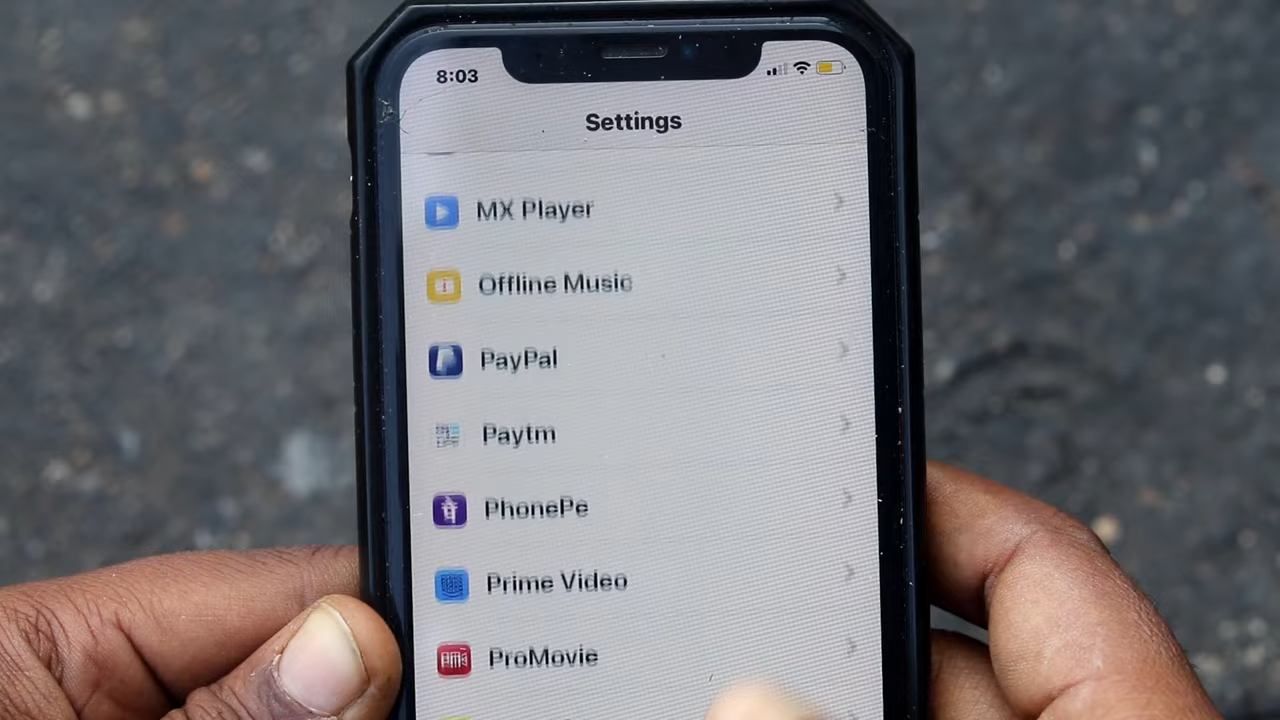 8:03
Settings
MX Player
Offline Music
PayPal
Paytm
PhonePe
Prime Video
ProMovie